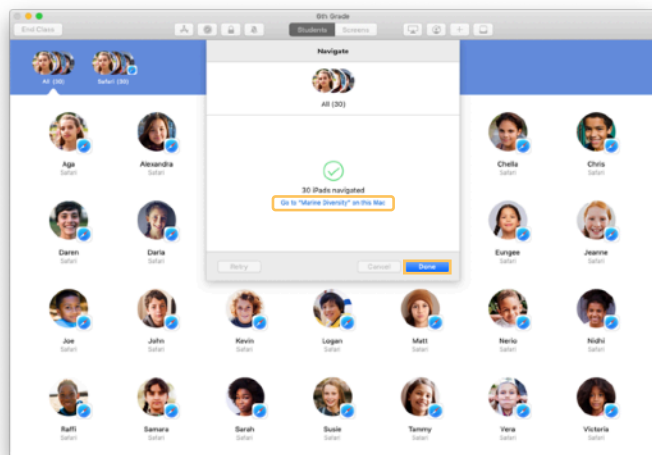 8th Grade
End Class
Students
Screens
Navigate
All (30)
Safari (30)
All (30)
30 iPads navigated
Go to "Marine Diversity" on this Mac
Retry
Cancel
Done
Aga
Safari
Alexandra
Safari
Chella
Safari
Chris
Safari
Daren
Safari
Daria
Safari
Eungee
Safari
Jeanne
Safari
Joe
Safari
John
Safari
Kevin
Safari
Logan
Safari
Matt
Safari
Nerio
Safari
Nidhi
Safari
Raffi
Safari
Samara
Safari
Sarah
Safari
Susie
Safari
Tammy
Safari
Vera
Safari
Victoria
Safari